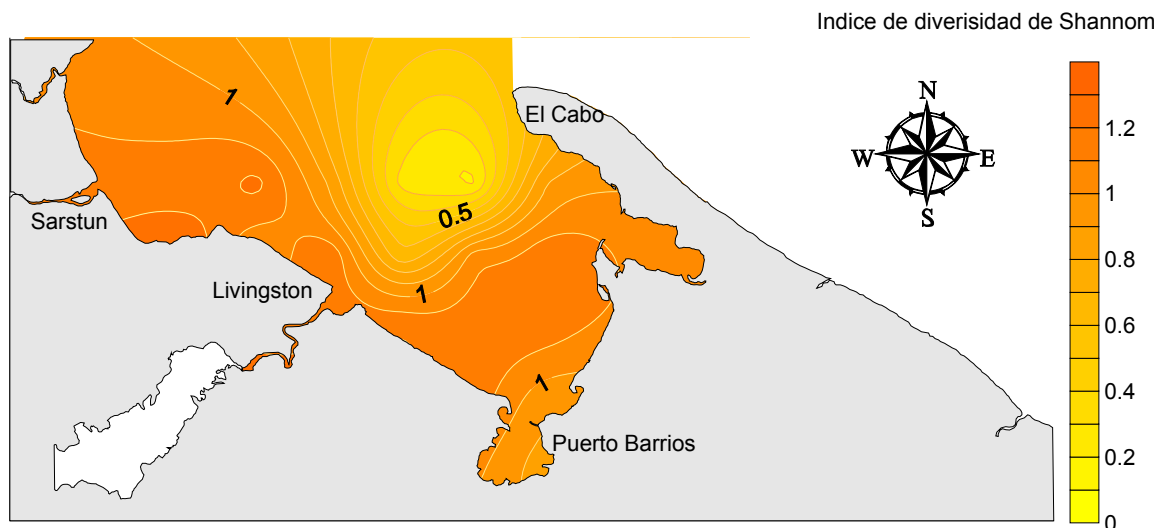 Indice de diverisidad de Shannom
N
W
E
S
El Cabo
Sarstun
Livingston
Puerto Barrios
1
0.5
1
1
1.2
1
0.8
0.6
0.4
0.2
0